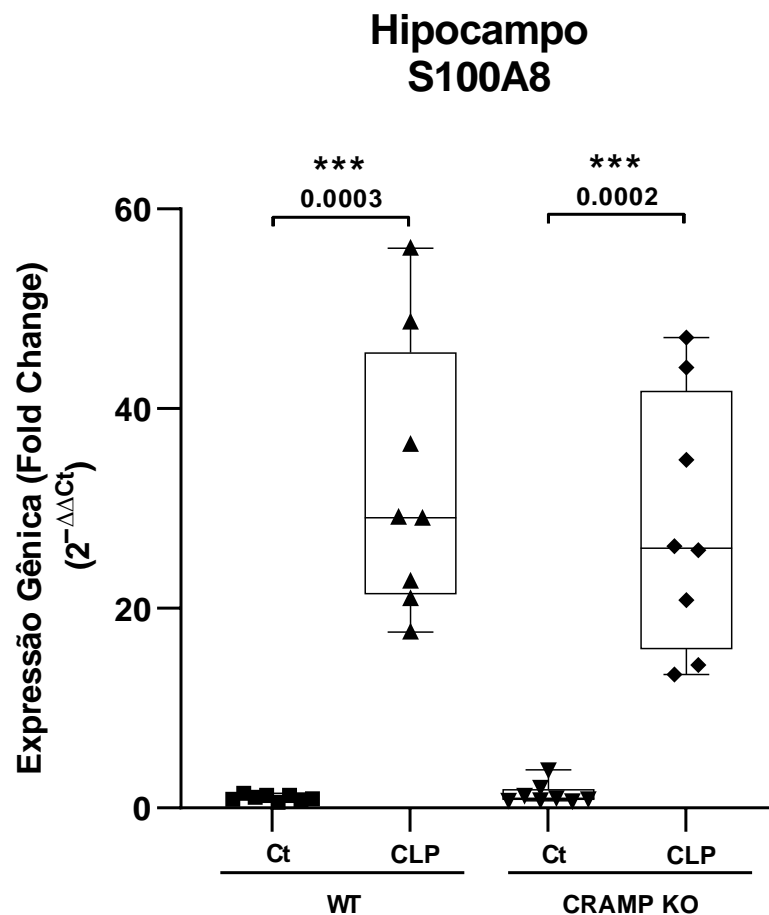 Hipocampo
S100A8
***
0.0003
***
0.0002
Expressão Gênica (Fold Change)
(2⁻ΔΔCt)
60
40
20
0
Ct
CLP
Ct
CLP
WT
CRAMP KO